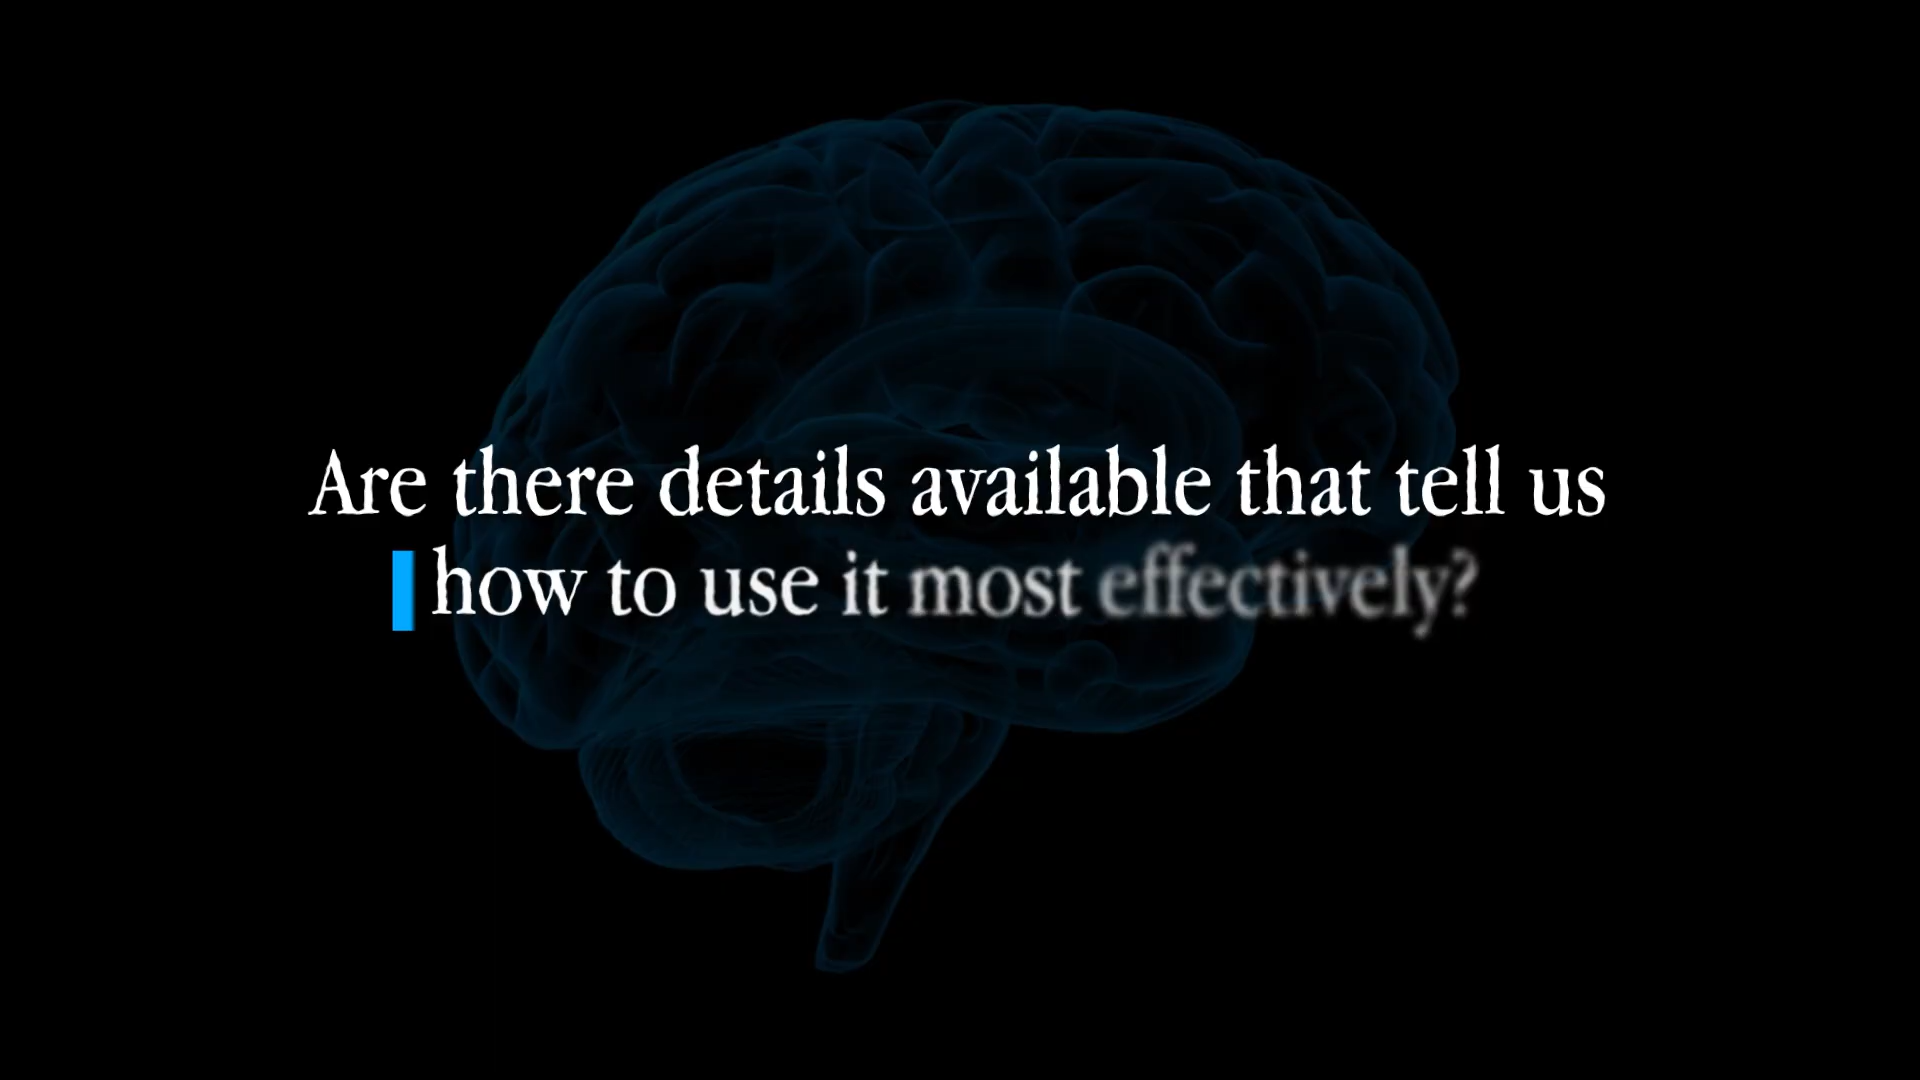 Are there details available that tell us
how to use it most effectively?